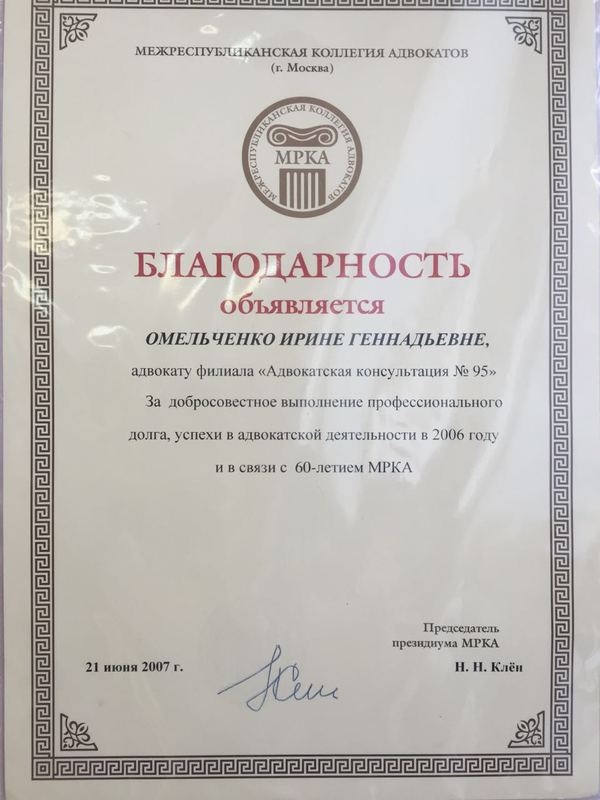 МЕЖРЕСПУБЛИКАНСКАЯ КОЛЛЕГИЯ АДВОКАТОВ
(г. Москва)
МЕЖРЕСПУБЛИКАНСКАЯ КОЛЛЕГИЯ АДВОКАТОВ
МРКА
БЛАГОДАРНОСТЬ
объявляется
ОМЕЛЬЧЕНКО ИРИНЕ ГЕННАДЬЕВНЕ,
адвокату филиала «Адвокатская консультация № 95»
За добросовестное выполнение профессионального
долга, успехи в адвокатской деятельности в 2006 году
и в связи с 60-летием МРКА
Председатель
президиума МРКА
21 июня 2007 г. Н. Н. Клён